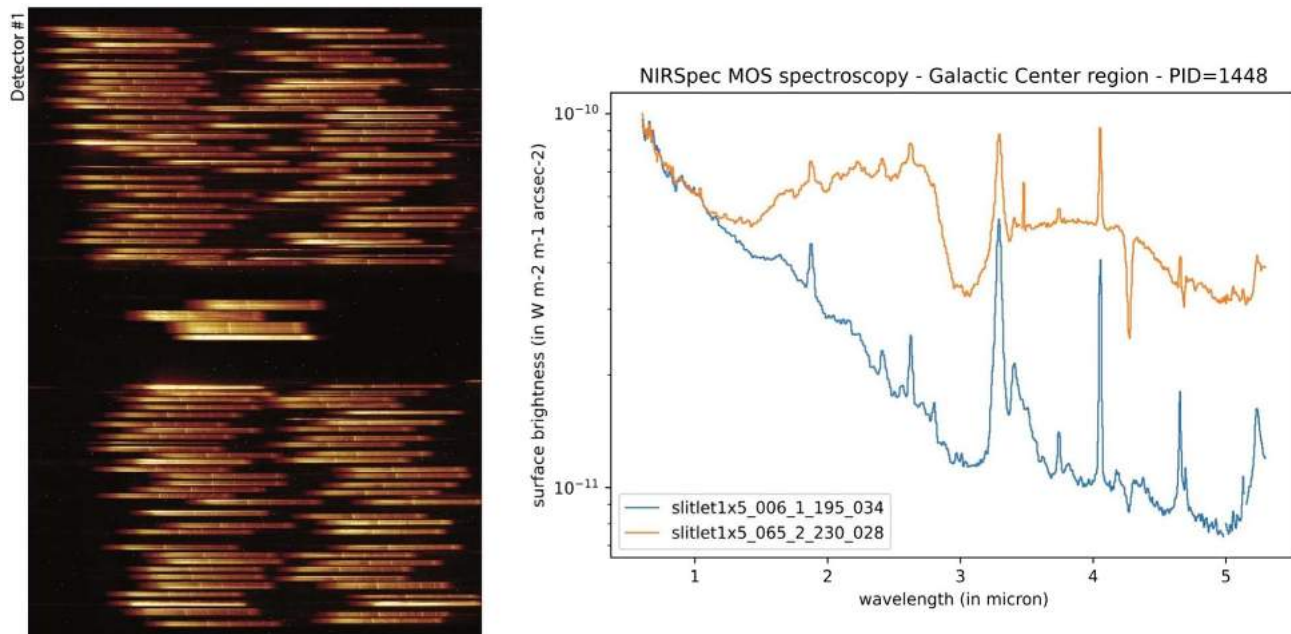 Detector #1
NIRSpec MOS spectroscopy - Galactic Center region - PID=1448
surface brightness (in W m-2 m-1 arcsec-2)
10⁻¹⁰
10⁻¹¹
slitlet1x5_006_1_195_034
slitlet1x5_065_2_230_028
1 2 3 4 5
wavelength (in micron)